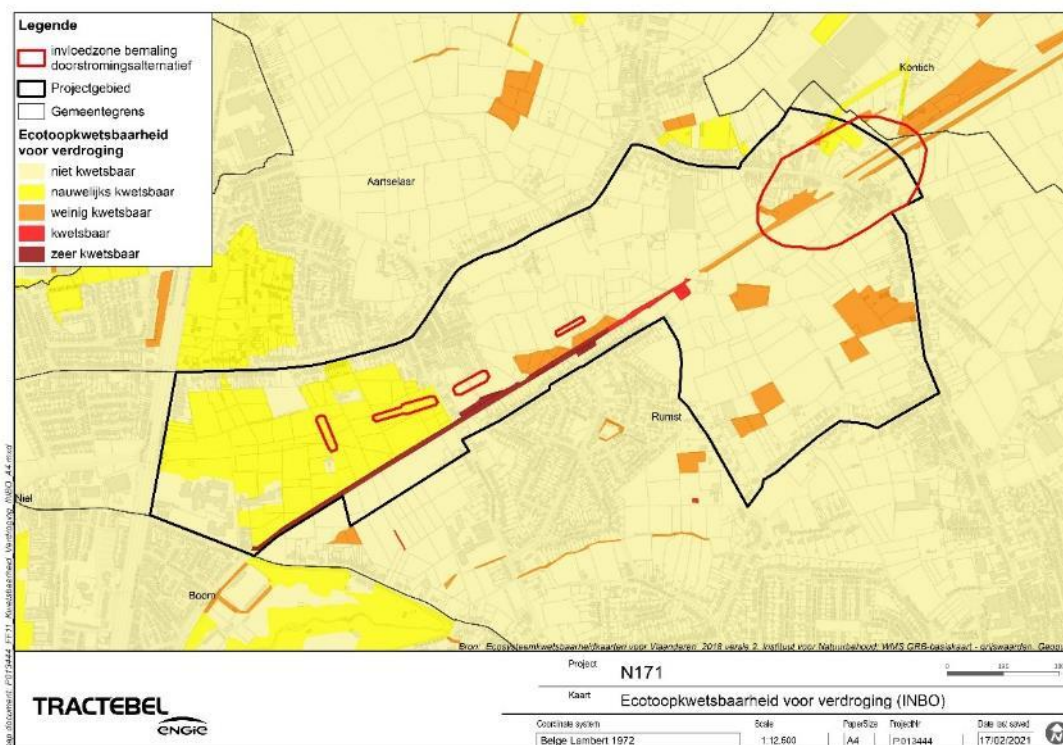 Legende
invloedzone bemaling
doorstromingsalternatief
Projectgebied
Gemeentegrens
Ecotoopkwetsbaarheid
voor verdroging
niet kwetsbaar
nauwelijks kwetsbaar
weinig kwetsbaar
kwetsbaar
zeer kwetsbaar
Kontich
Aartselaar
Rumst
Niel
Boom
Bron: Ecosysteemkwetsbaarheidkaarten voor Vlaanderen, 2018 versie 2, Instituut voor Natuurbehoud; WMS GRB-basiskaart - grijswaarden,
Project
N171
Kaart
Ecotoopkwetsbaarheid voor verdroging (INBO)
TRACTEBEL
ENGIE
Coordinate system
Scale
PaperSize
ProjectNr
Date last saved
Belge Lambert 1972
1:12.500
A4
P.013444
17/02/2021